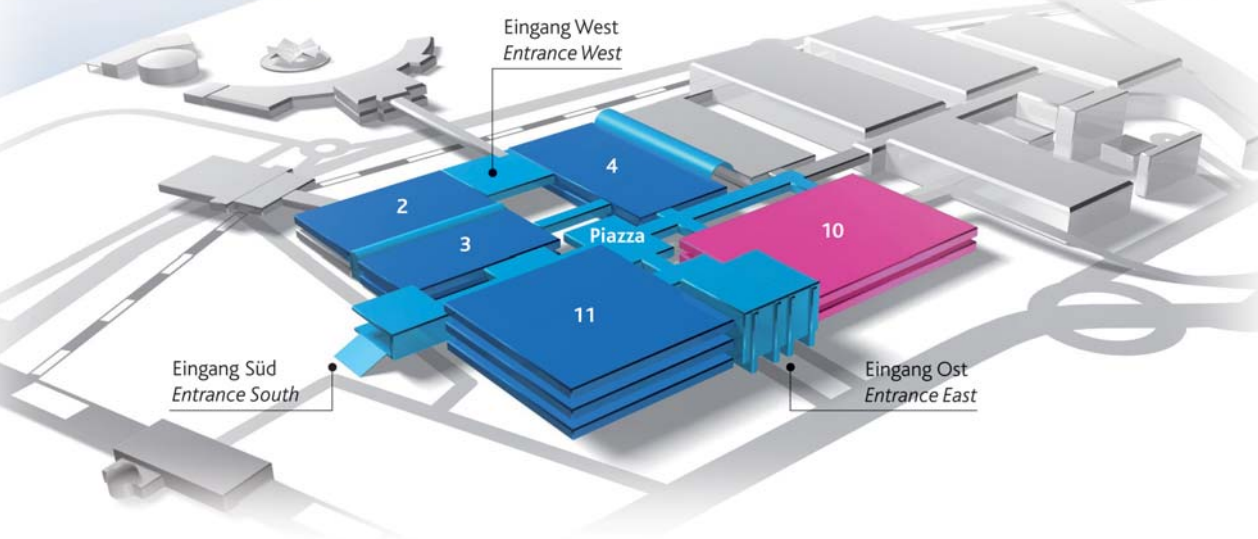 Eingang West
Entrance West
4
2
3
Piazza
10
11
Eingang Süd
Entrance South
Eingang Ost
Entrance East